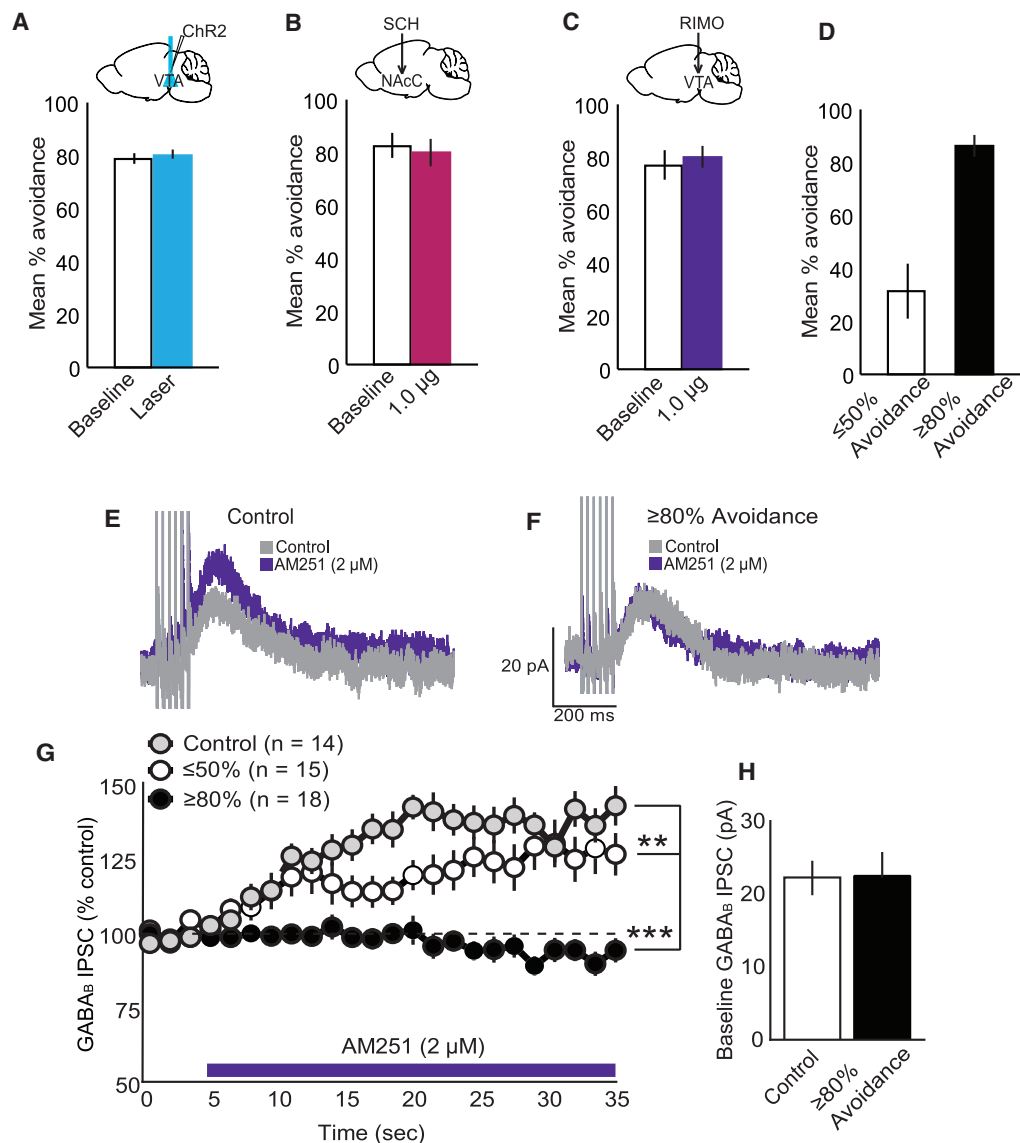 A
ChR2
VTA
Mean % avoidance
100
80
60
40
20
0
Baseline
Laser
B
SCH
NAcC
Mean % avoidance
100
80
60
40
20
0
Baseline
1.0 µg
C
RIMO
VTA
Mean % avoidance
100
80
60
40
20
0
Baseline
1.0 µg
D
Mean % avoidance
100
80
60
40
20
0
≤50%
Avoidance
≥80%
Avoidance
E
Control
Control
AM251 (2 µM)
F
≥80% Avoidance
Control
AM251 (2 µM)
20 pA
200 ms
G
Control (n = 14)
≤50% (n = 15)
≥80% (n = 18)
GABAB IPSC (% control)
150
125
100
75
50
**
***
AM251 (2 µM)
0 5 10 15 20 25 30 35
Time (sec)
H
Baseline GABAB IPSC (pA)
30
20
10
0
Control
≥80%
Avoidance